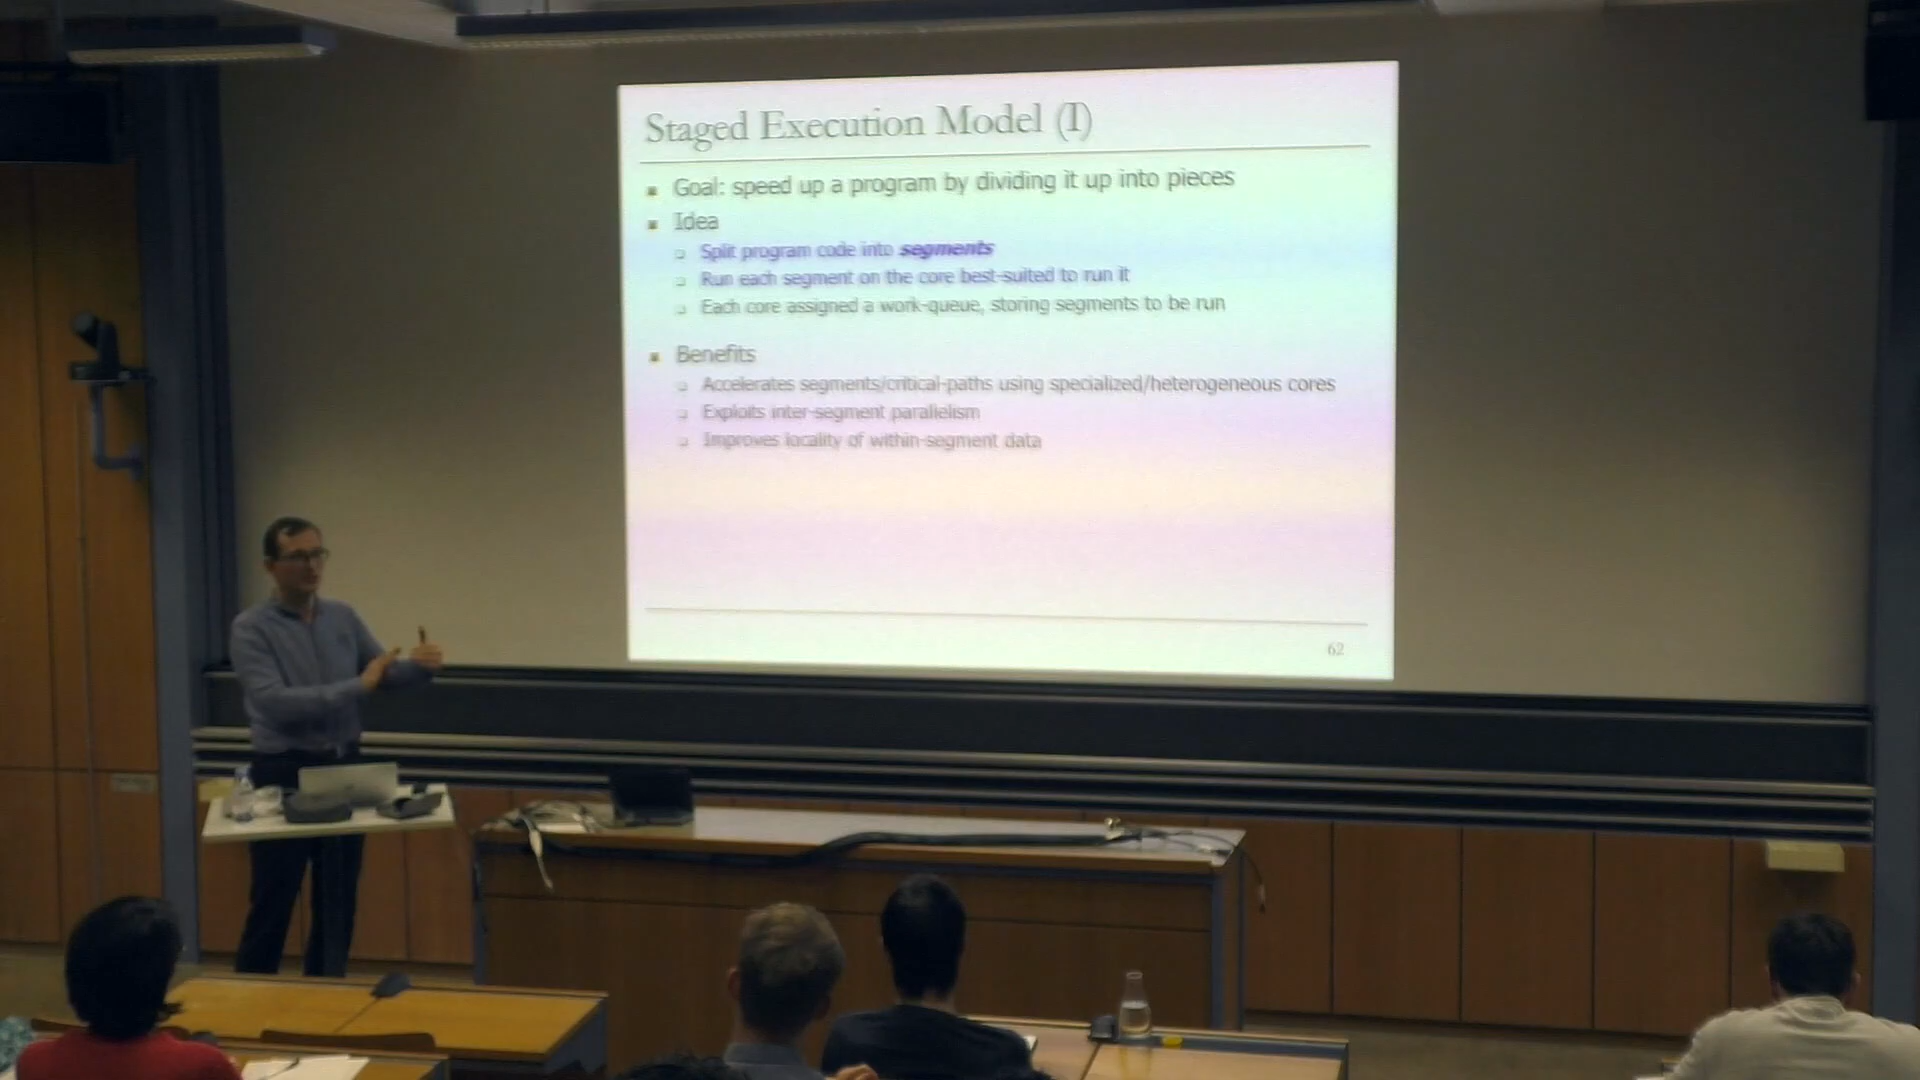 Staged Execution Model (I)
Goal: speed up a program by dividing it up into pieces
Idea
Split program code into segments
Run each segment on the core best-suited to run it
Each core assigned a work-queue, storing segments to be run
Benefits
Accelerates segments/critical-paths using specialized/heterogeneous cores
Exploits inter-segment parallelism
Improves locality of within-segment data
62